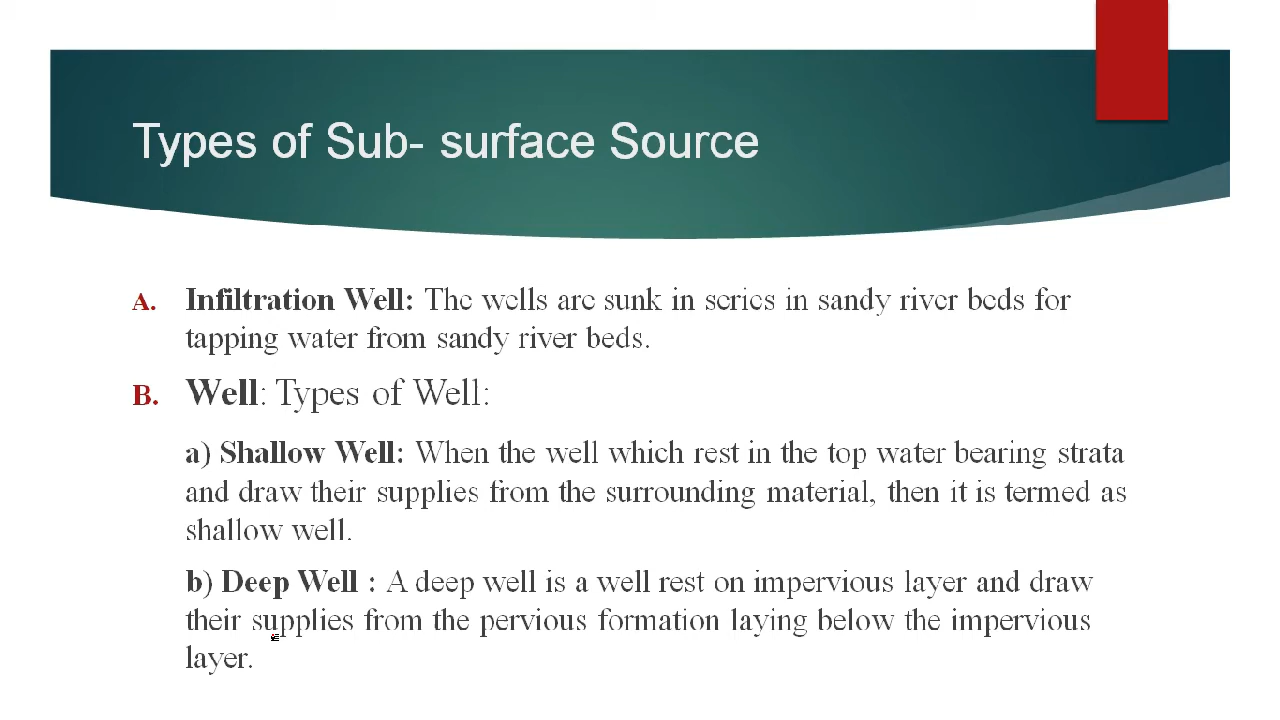 Types of Sub- surface Source
A. Infiltration Well: The wells are sunk in series in sandy river beds for
tapping water from sandy river beds.
B. Well: Types of Well:
a) Shallow Well: When the well which rest in the top water bearing strata
and draw their supplies from the surrounding material, then it is termed as
shallow well.
b) Deep Well : A deep well is a well rest on impervious layer and draw
their supplies from the pervious formation laying below the impervious
layer.